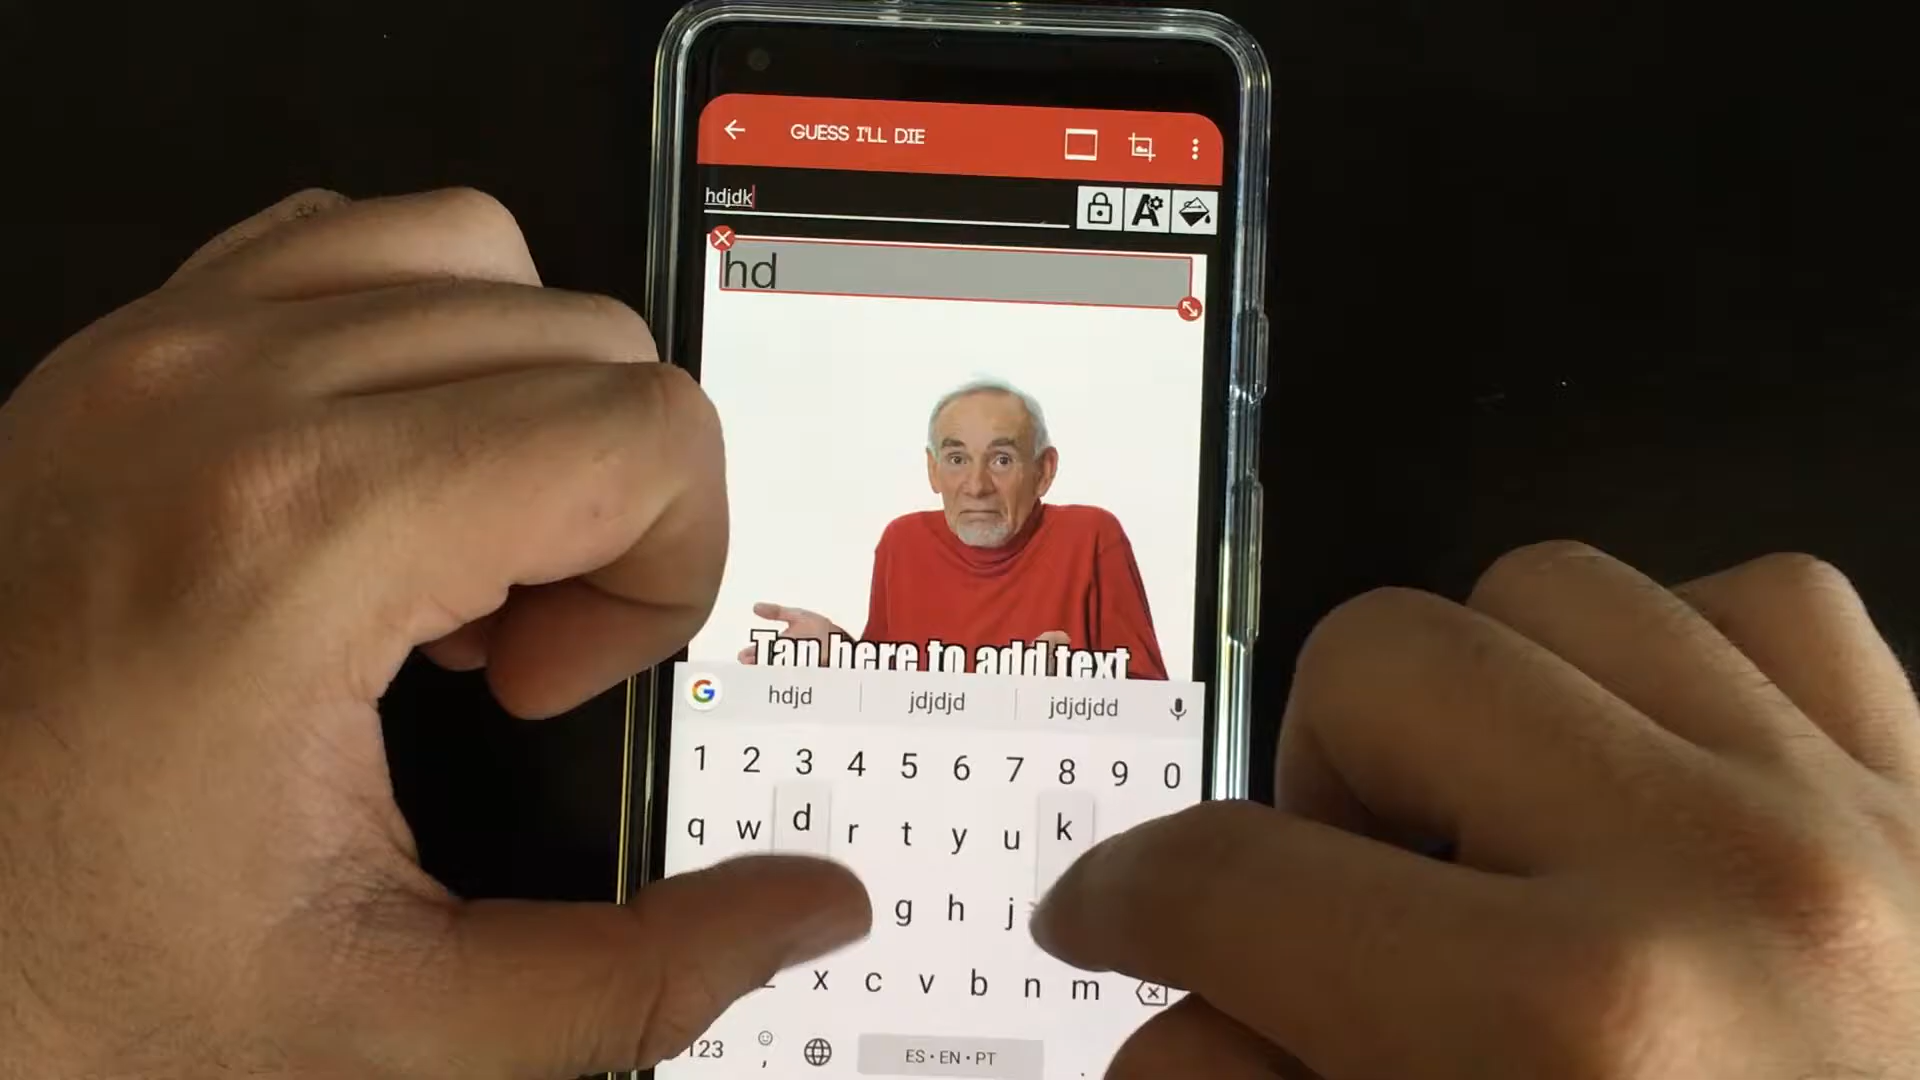 GUESS I'LL DIE
hdjdk
A
hd
Tap here to add text
G hdjd jdjdjd jdjdjdd
1 2 3 4 5 6 7 8 9 0
q w d r t y u k
g h j
x c v b n m
123 , ES • EN • PT .